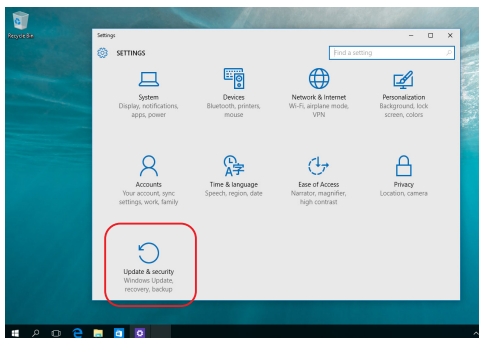 Recycle Bin
Settings
SETTINGS
Find a setting
System
Display, notifications,
apps, power
Devices
Bluetooth, printers,
mouse
Network & Internet
Wi-Fi, airplane mode,
VPN
Personalization
Background, lock
screen, colors
Accounts
Your account, sync
settings, work, family
Time & language
Speech, region, date
Ease of Access
Narrator, magnifier,
high contrast
Privacy
Location, camera
Update & security
Windows Update,
recovery, backup